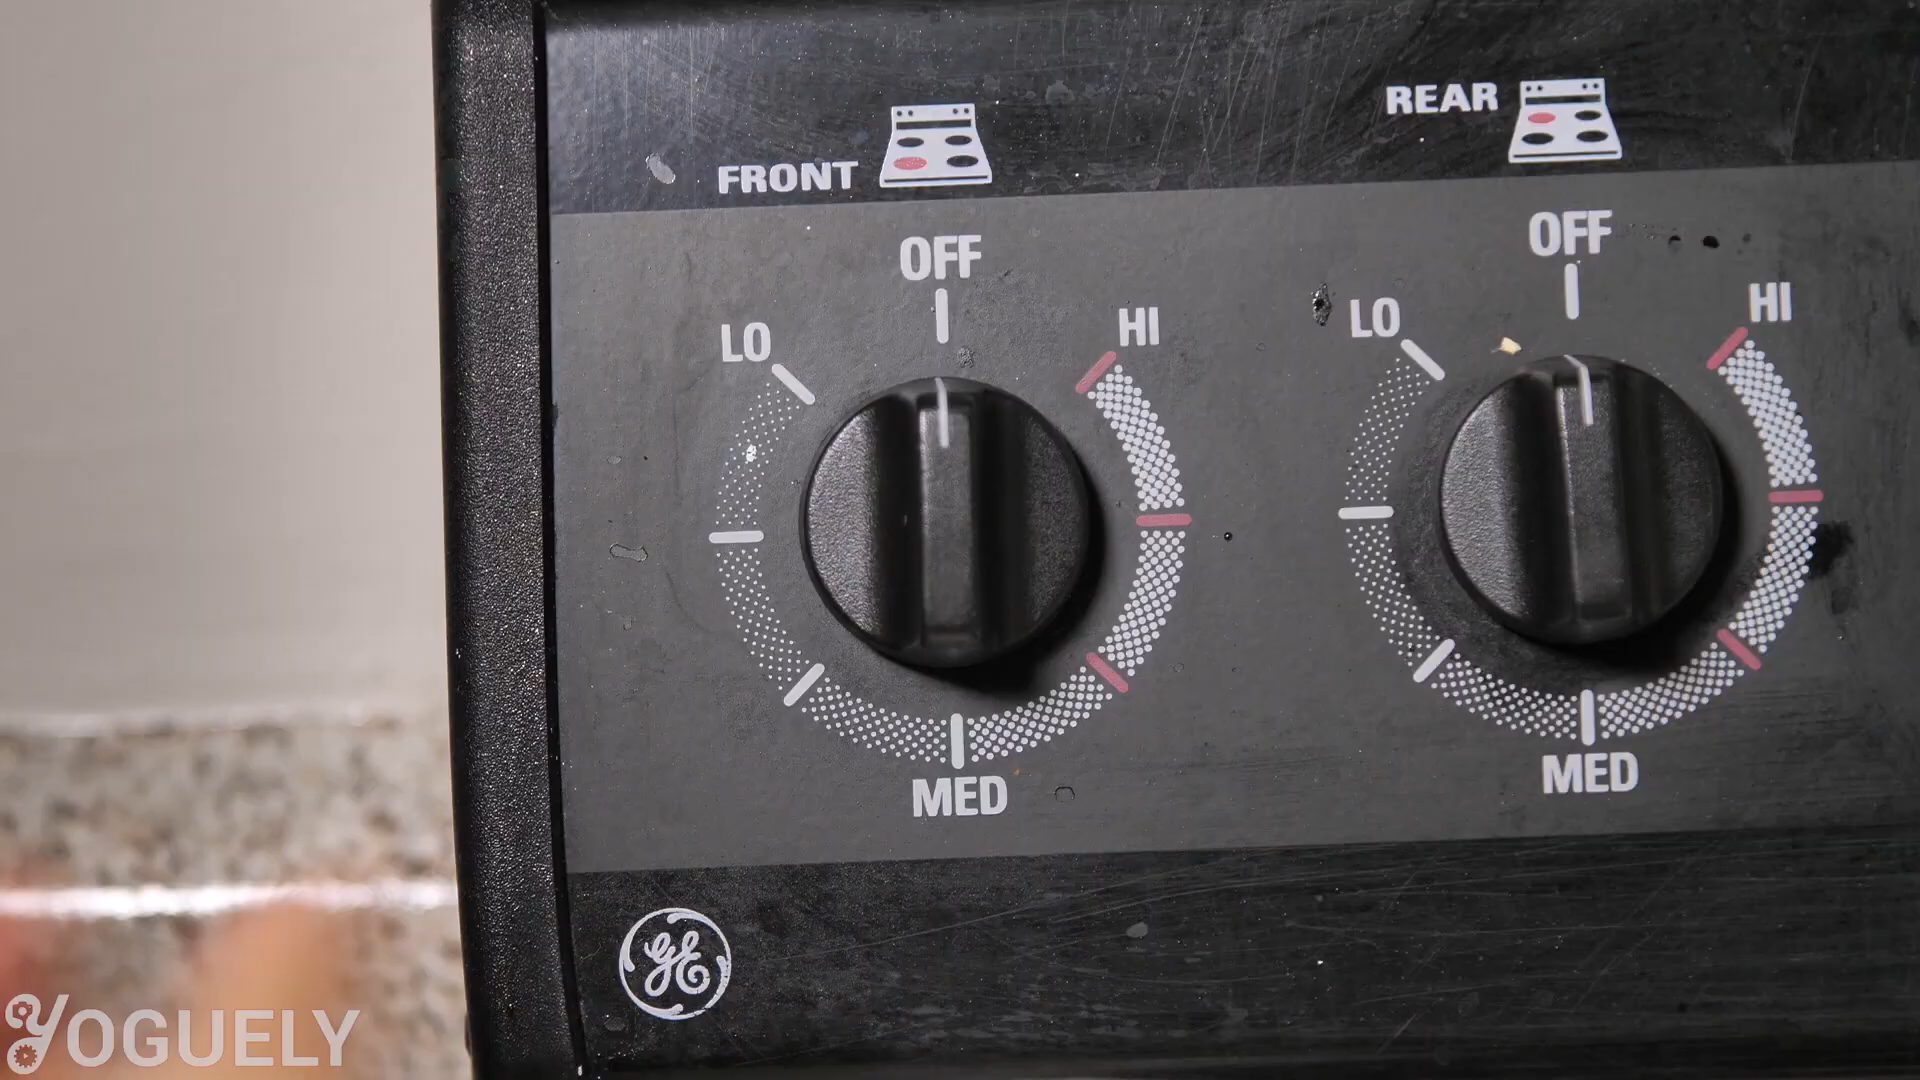 FRONT
REAR
OFF
LO
HI
MED
OFF
LO
HI
MED
GE
YOGUELY